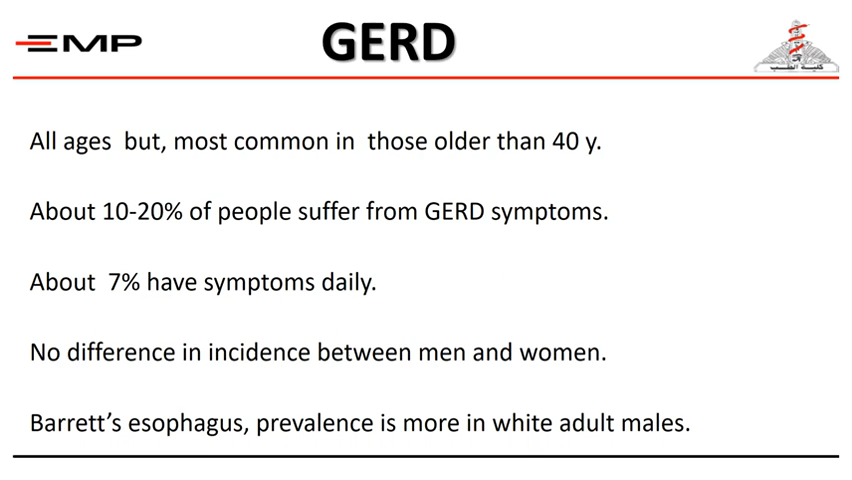 EMP
GERD
كلية الطب
All ages but, most common in those older than 40 y.
About 10-20% of people suffer from GERD symptoms.
About 7% have symptoms daily.
No difference in incidence between men and women.
Barrett's esophagus, prevalence is more in white adult males.